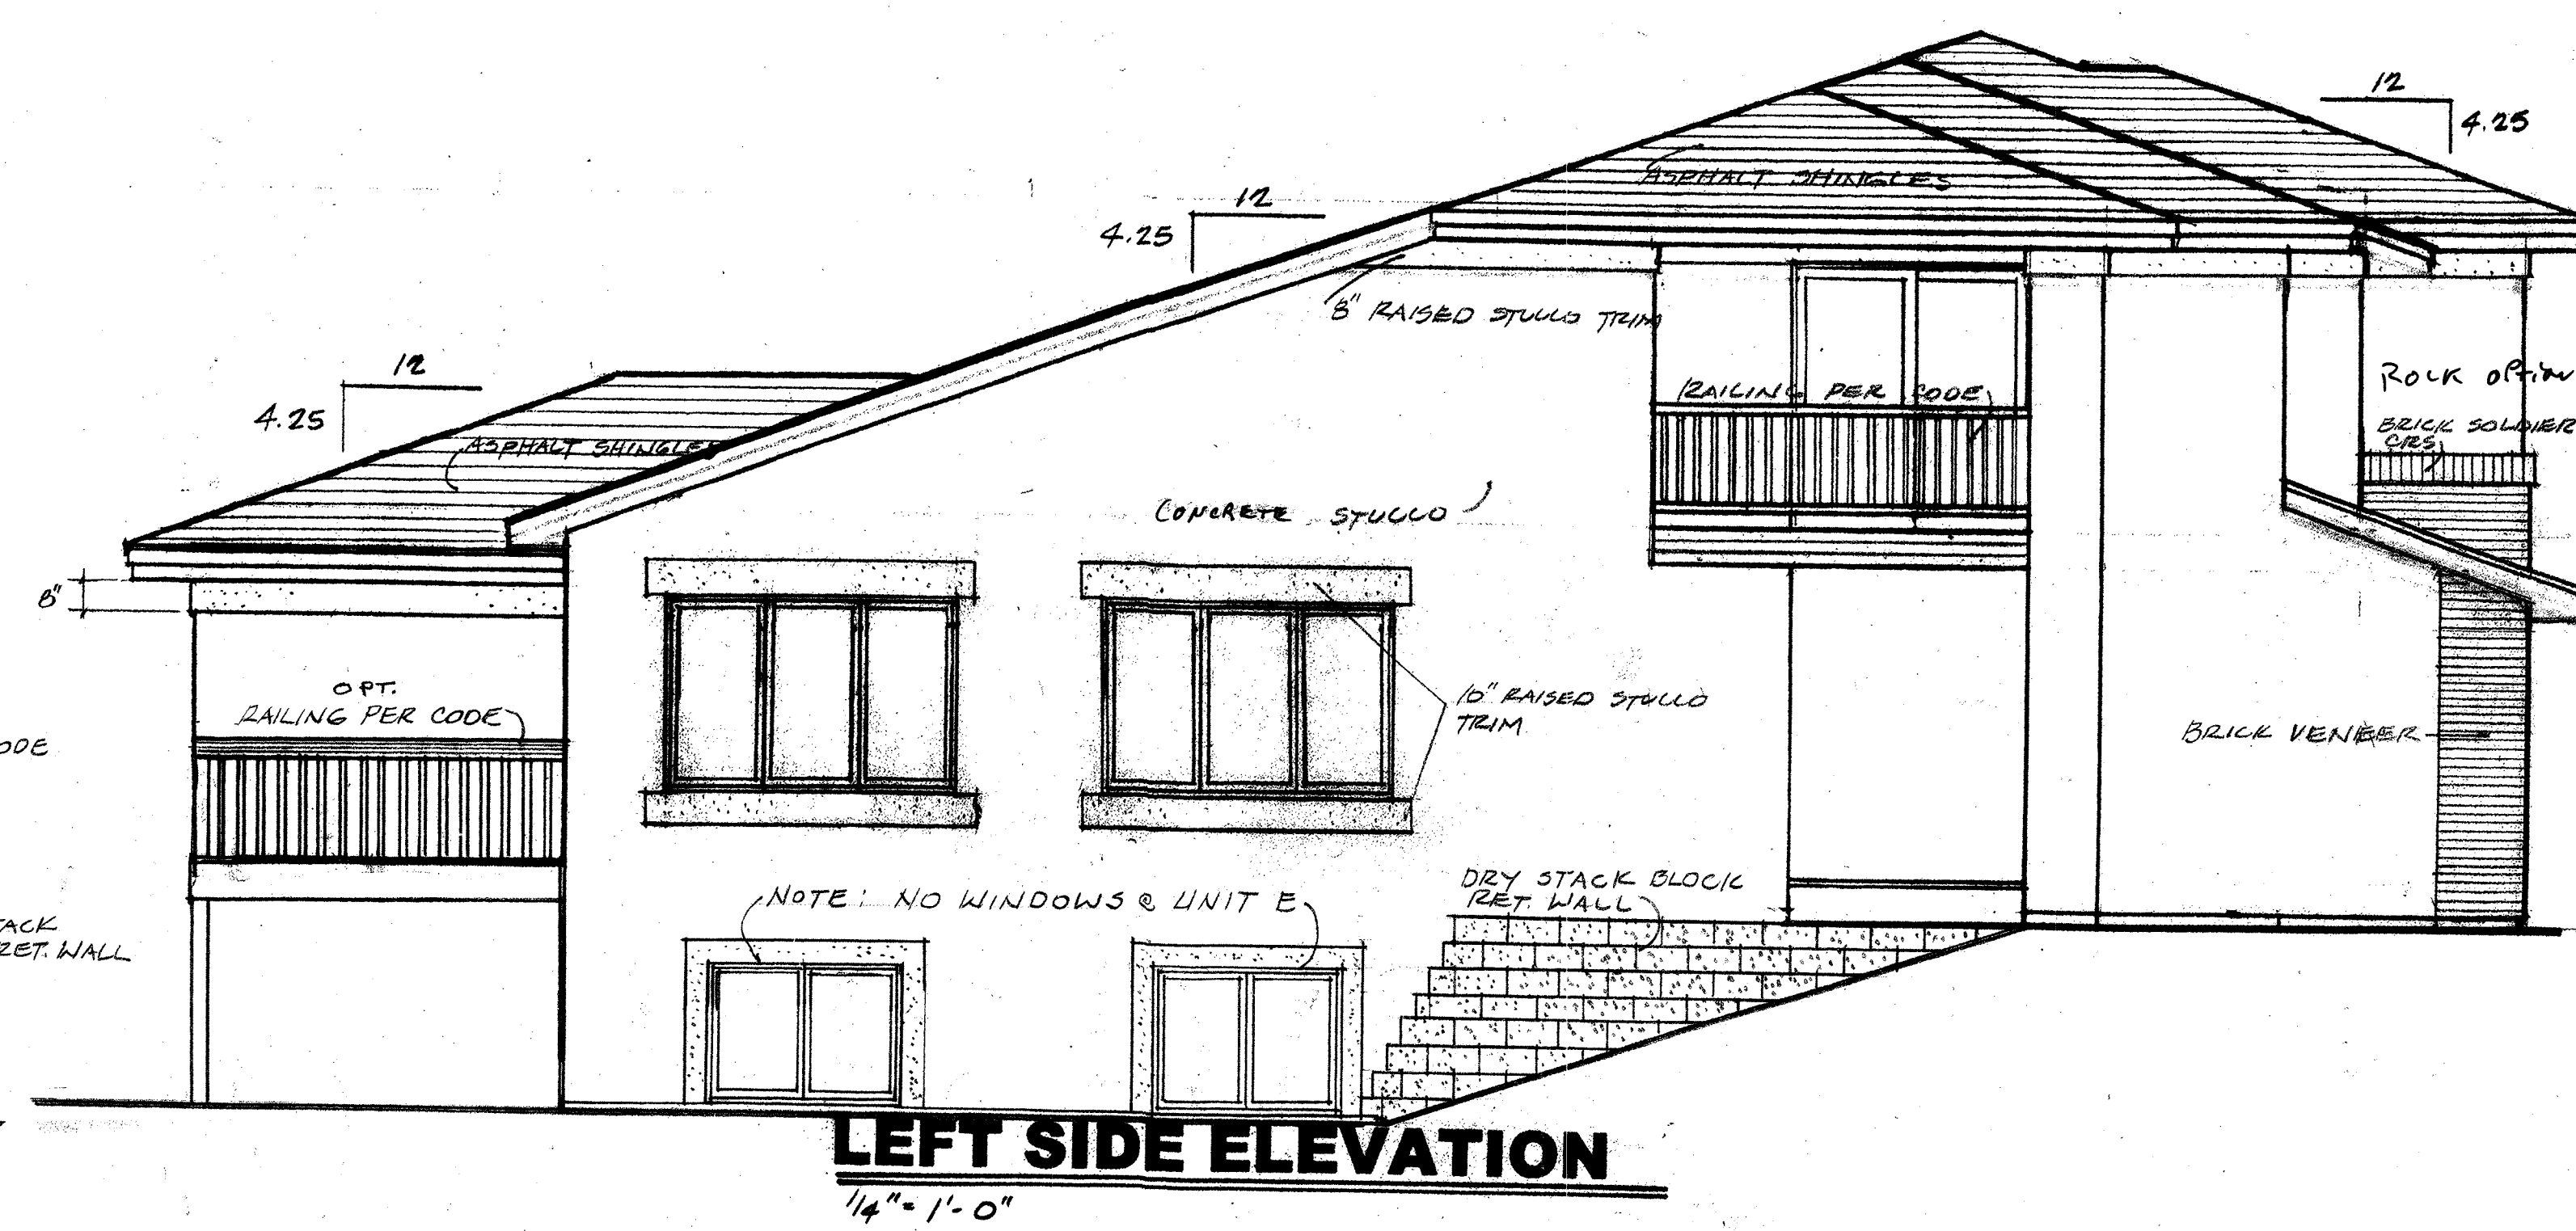 12
4.25
ASPHALT SHINGLES
12
4.25
8" RAISED STUCCO TRIM
12
4.25
ASPHALT SHINGLES
RAILING PER CODE
ROCK OPTION
BRICK SOLDIER
CRS
CONCRETE STUCCO
8"
OPT.
RAILING PER CODE
10" RAISED STUCCO
TRIM
BRICK VENEER
NOTE: NO WINDOWS @ UNIT E
DRY STACK BLOCK
RET. WALL
RET. WALL
LEFT SIDE ELEVATION
1/4" = 1'-0"